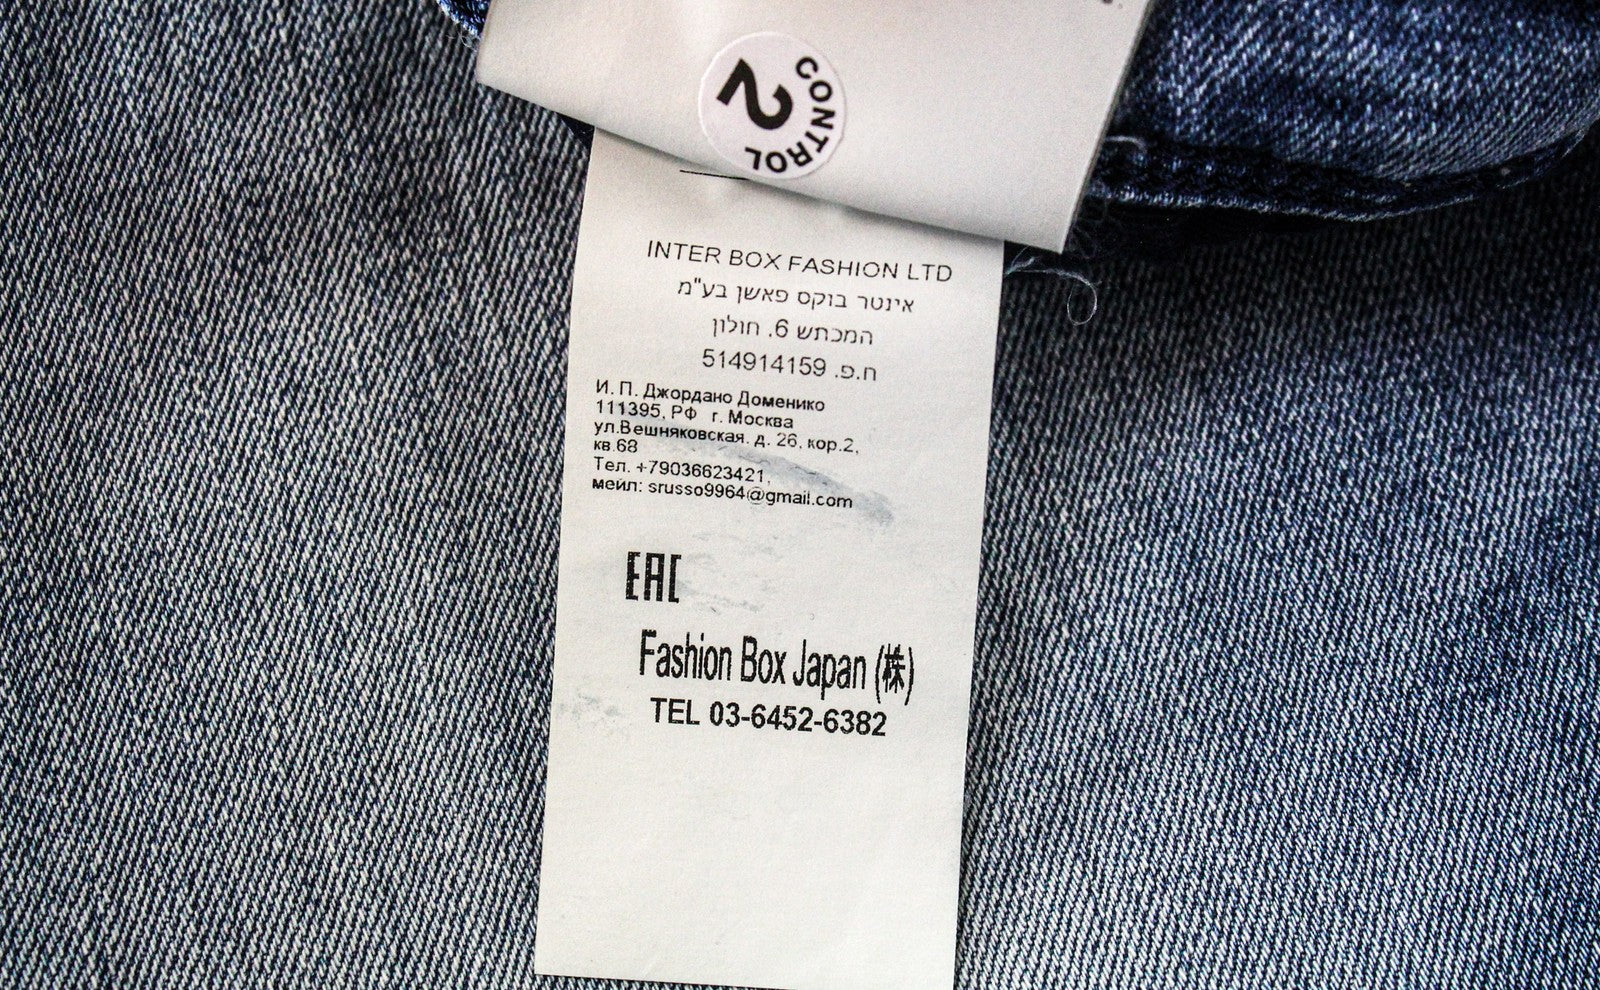 2
CONTROL
INTER BOX FASHION LTD
אינטר בוקס פאשן בע"מ
המכתש 6. חולון
ח.פ. 514914159
И. П. Джордано Доменико
111395, РФ г. Москва
ул.Вешняковская. д. 26, кор.2,
кв.68
Тел. +79036623421,
мейл: srusso9964@gmail.com
EAC
Fashion Box Japan (株)
TEL 03-6452-6382